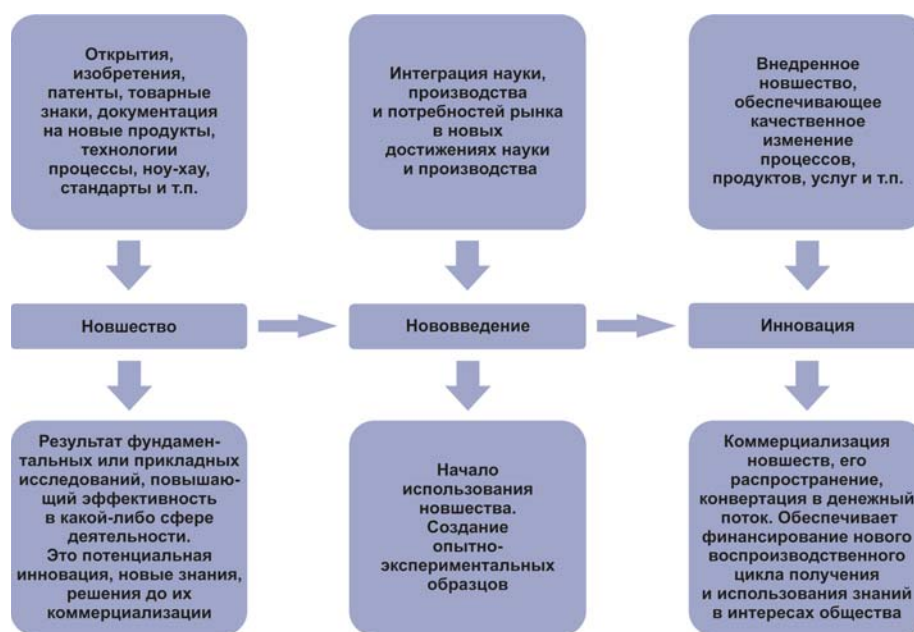 Открытия,
изобретения,
патенты, товарные
знаки, документация
на новые продукты,
технологии
процессы, ноу-хау,
стандарты и т.п.
Интеграция науки,
производства
и потребностей рынка
в новых
достижениях науки
и производства
Внедренное
новшество,
обеспечивающее
качественное
изменение
процессов,
продуктов, услуг и т.п.
Новшество
Нововведение
Инновация
Результат фундамен-
тальных или прикладных
исследований, повышаю-
щий эффективность
в какой-либо сфере
деятельности.
Это потенциальная
инновация, новые знания,
решения до их
коммерциализации
Начало
использования
новшества.
Создание
опытно-
экспериментальных
образцов
Коммерциализация
новшеств, его
распространение,
конвертация в денежный
поток. Обеспечивает
финансирование нового
воспроизводственного
цикла получения
и использования знаний
в интересах общества